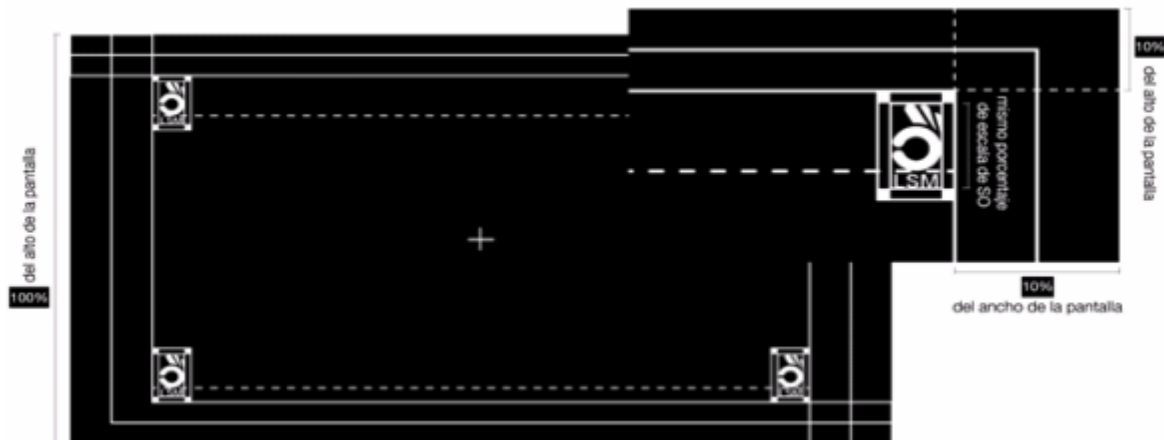 10%
del alto de la pantalla
mismo porcentaje
de escala de SO
LSM
100%
del alto de la pantalla
10%
del ancho de la pantalla